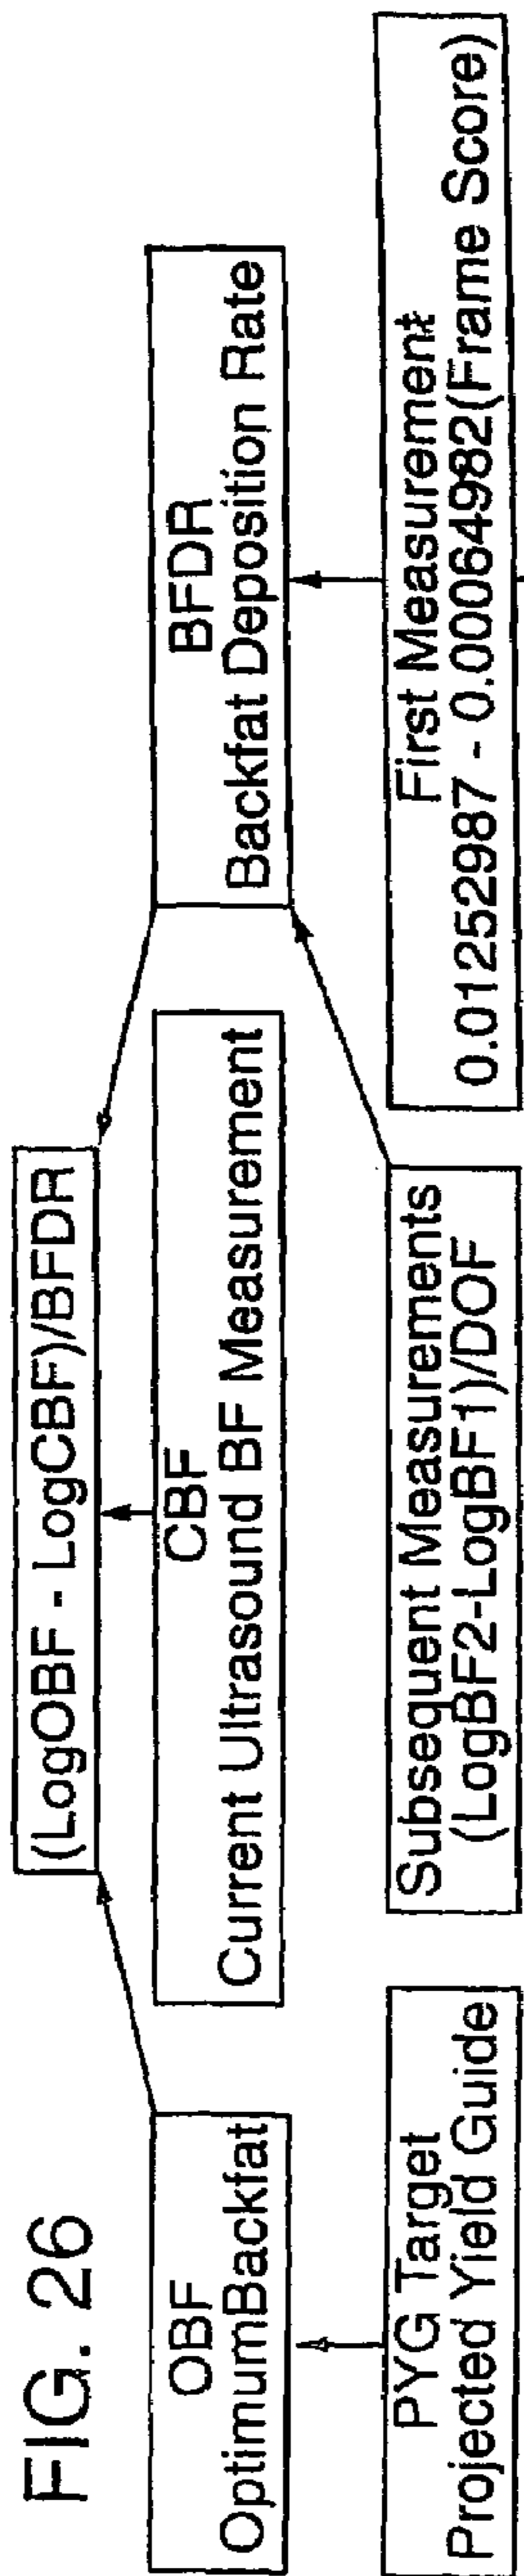 FIG. 26
(LogOBF - LogCBF)/BFDR
OBF
OptimumBackfat
CBF
Current Ultrasound BF Measurement
BFDR
Backfat Deposition Rate
PYG Target
Projected Yield Guide
Subsequent Measurements
(LogBF2-LogBF1)/DOF
First Measurement
0.01252987 - 0.00064982(Frame Score)